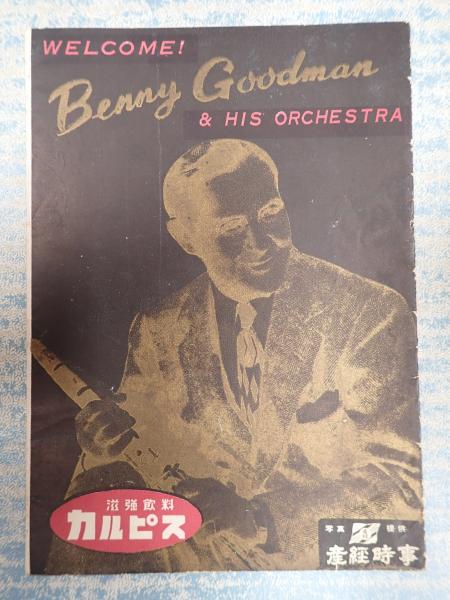 WELCOME!
Benny Goodman
& HIS ORCHESTRA
滋強飲料
カルピス
写真 提供
産經時事